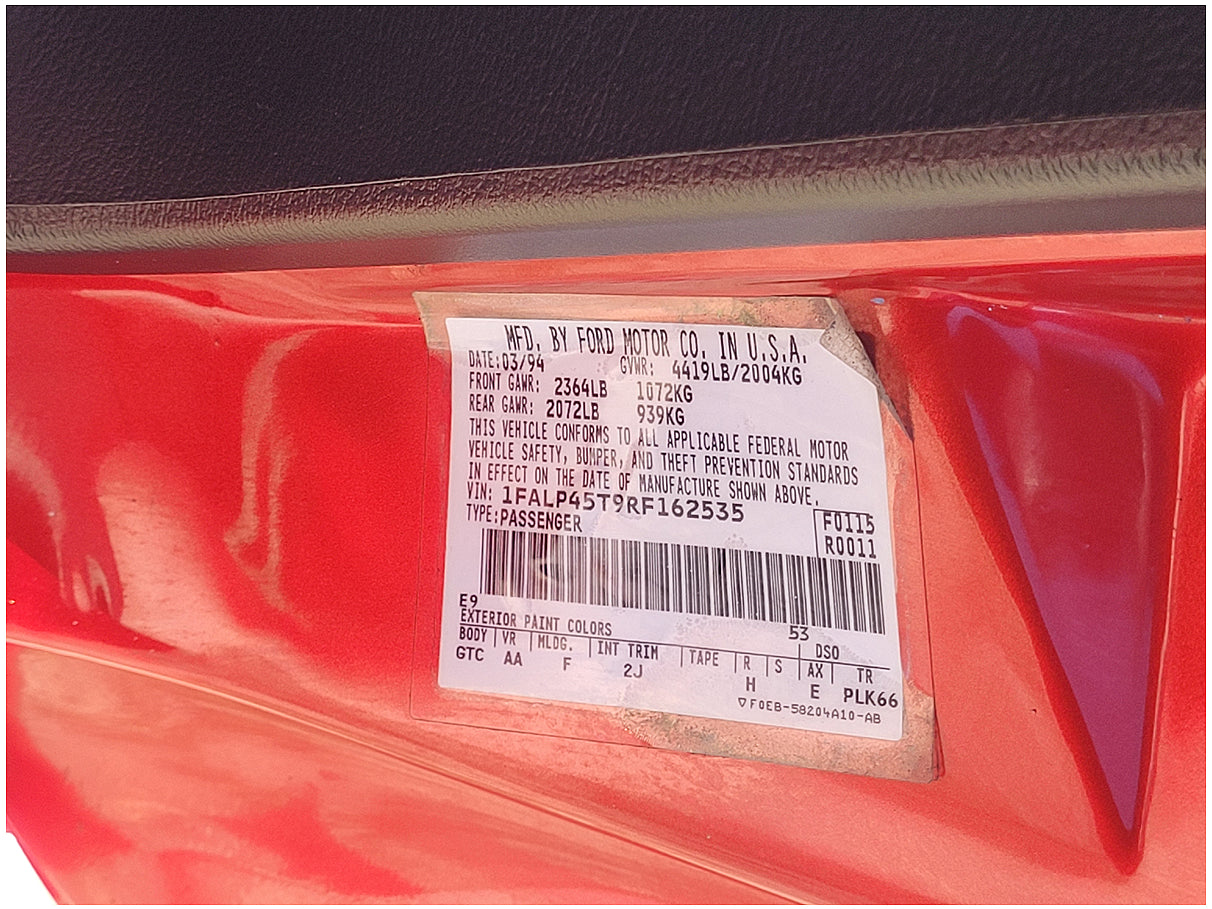 MFD. BY FORD MOTOR CO. IN U.S.A.
DATE:03/94 GVWR: 4419LB/2004KG
FRONT GAWR: 2364LB 1072KG
REAR GAWR: 2072LB 939KG
THIS VEHICLE CONFORMS TO ALL APPLICABLE FEDERAL MOTOR
VEHICLE SAFETY, BUMPER, AND THEFT PREVENTION STANDARDS
IN EFFECT ON THE DATE OF MANUFACTURE SHOWN ABOVE.
VIN: 1FALP45T9RF162535
TYPE:PASSENGER
F0115
R0011
E9
EXTERIOR PAINT COLORS 53 DSO
BODY VR MLDG. INT TRIM TAPE R S AX TR
GTC AA F 2J H E PLK66
▽F0EB-58204A10-AB